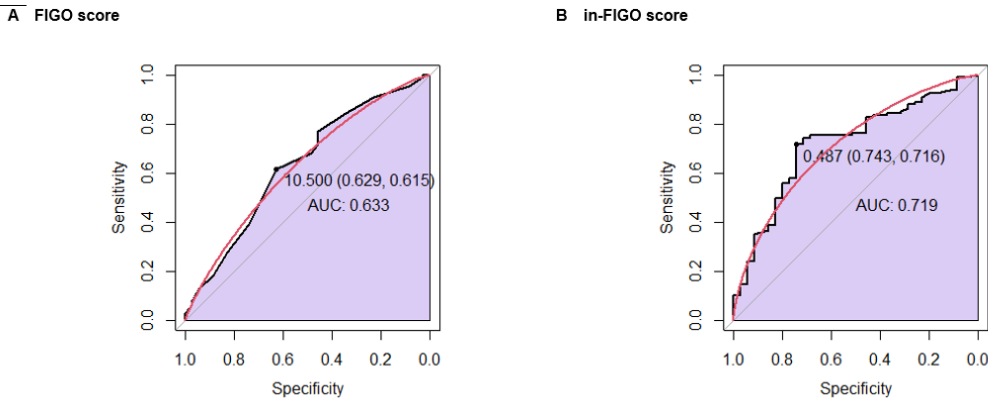 A FIGO score
1.0
0.8
0.6
0.4
0.2
0.0
Sensitivity
10.500 (0.629, 0.615)
AUC: 0.633
1.0 0.8 0.6 0.4 0.2 0.0
Specificity
B in-FIGO score
1.0
0.8
0.6
0.4
0.2
0.0
Sensitivity
0.487 (0.743, 0.716)
AUC: 0.719
1.0 0.8 0.6 0.4 0.2 0.0
Specificity